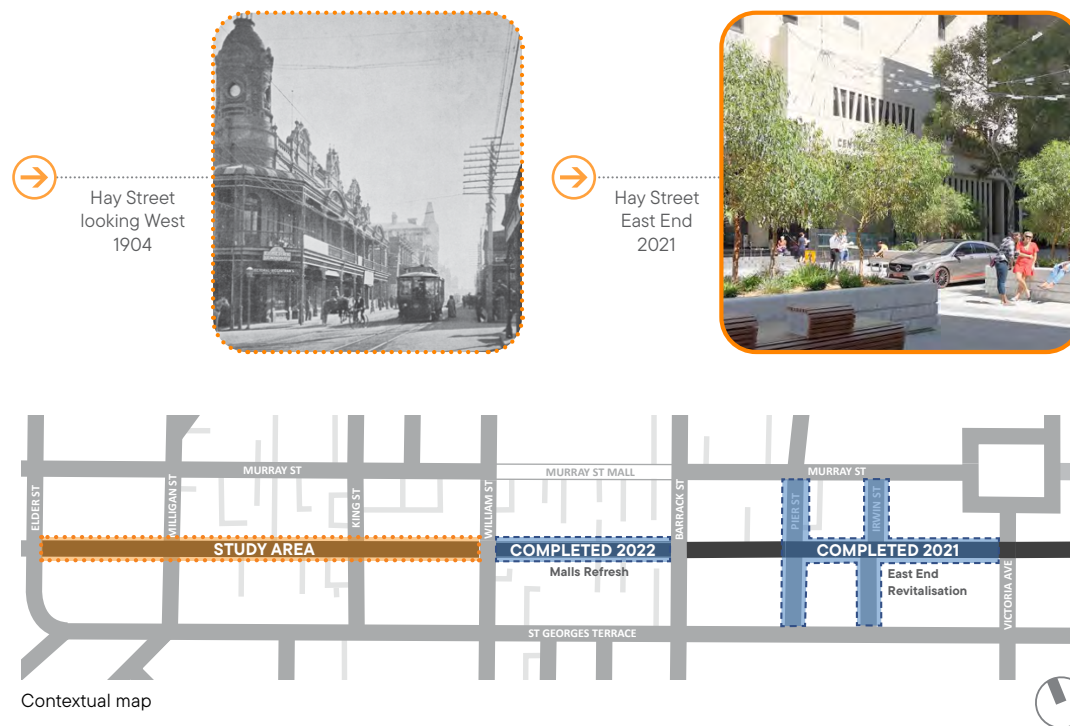 Hay Street
looking West
1904
Hay Street
East End
2021
MURRAY ST
MURRAY ST MALL
MURRAY ST
ELDER ST
MILLIGAN ST
KING ST
WILLIAM ST
BARRACK ST
PIER ST
IRWIN ST
VICTORIA AVE
STUDY AREA
COMPLETED 2022
Malls Refresh
COMPLETED 2021
East End
Revitalisation
ST GEORGES TERRACE
Contextual map